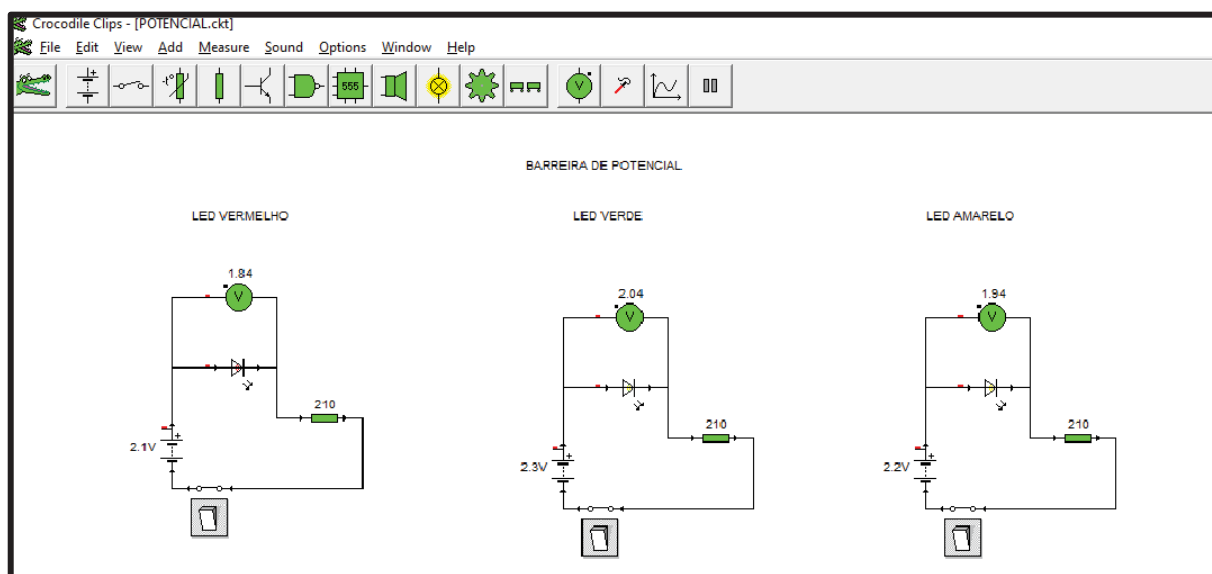 Crocodile Clips - [POTENCIAL.ckt]
File Edit View Add Measure Sound Options Window Help
555 V
BARREIRA DE POTENCIAL
LED VERMELHO LED VERDE LED AMARELO
1.84 2.04 1.94
V V V
210 210 210
2.1V 2.3V 2.2V